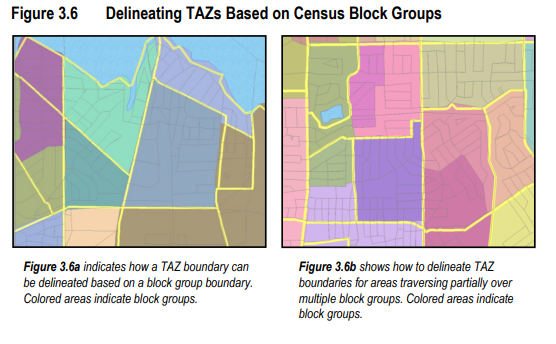 Figure 3.6 Delineating TAZs Based on Census Block Groups
Figure 3.6a indicates how a TAZ boundary can
be delineated based on a block group boundary.
Colored areas indicate block groups.
Figure 3.6b shows how to delineate TAZ
boundaries for areas traversing partially over
multiple block groups. Colored areas indicate
block groups.